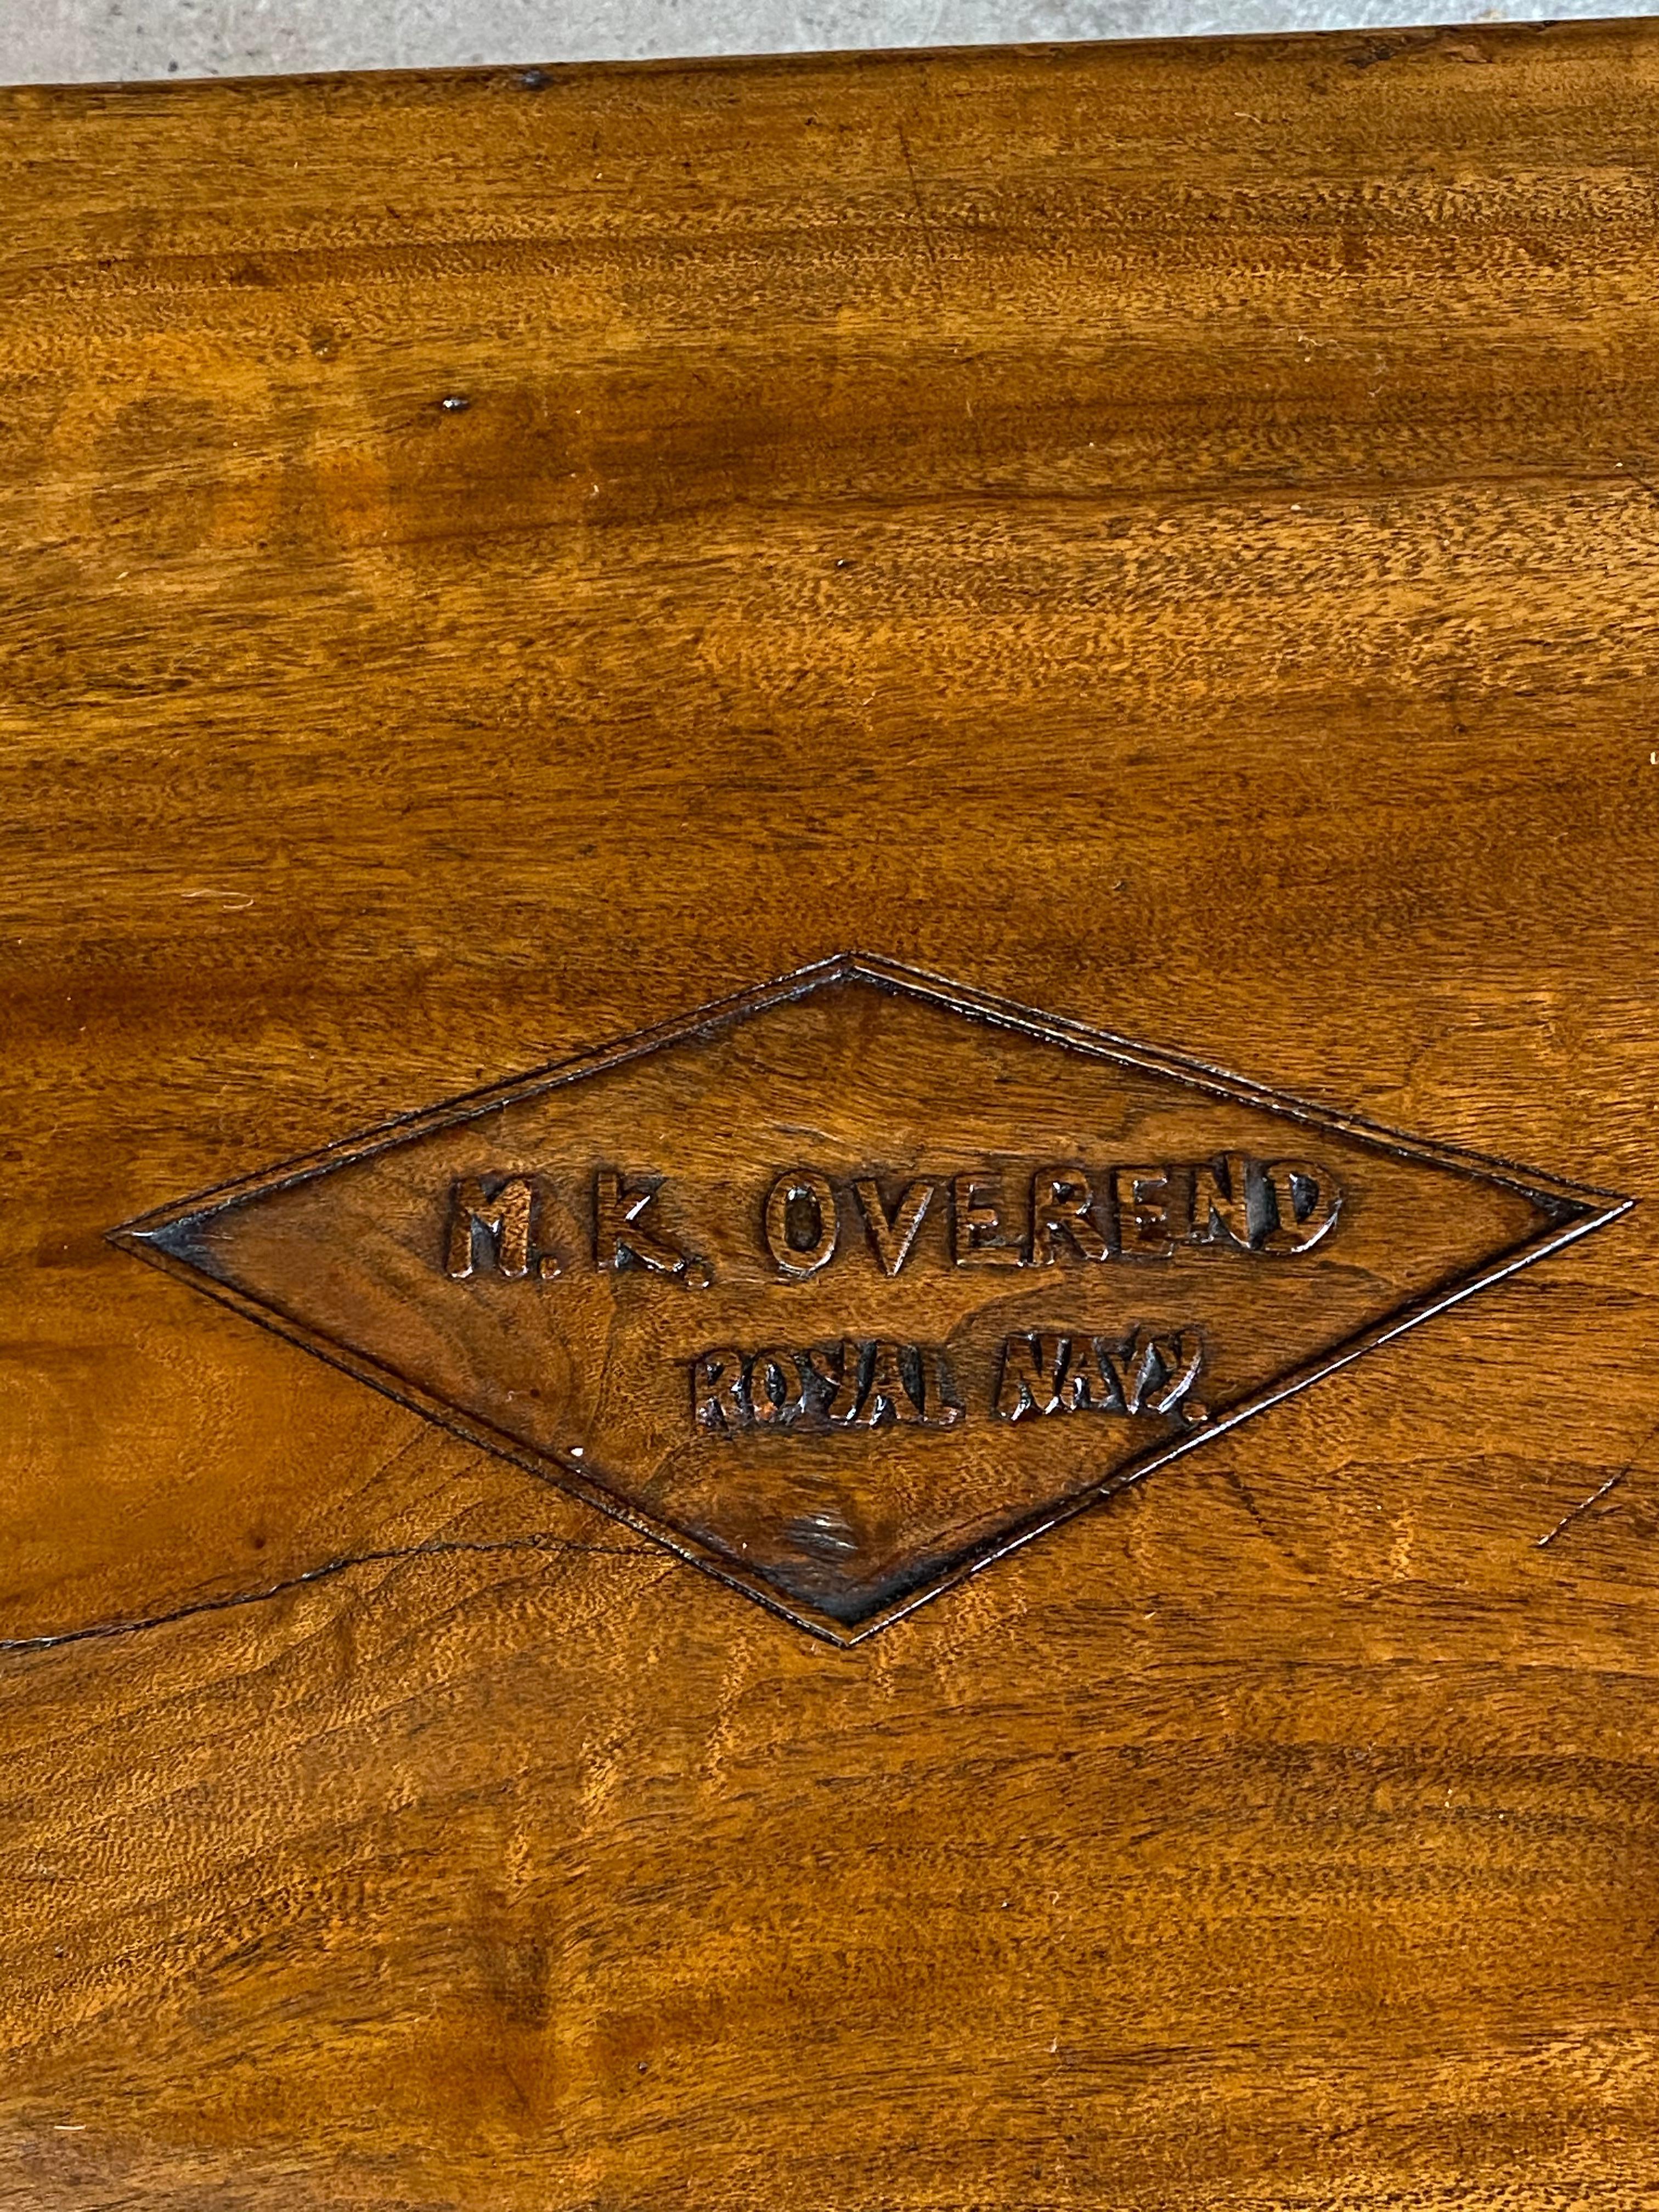 M. K. OVEREND
ROYAL NAVY.